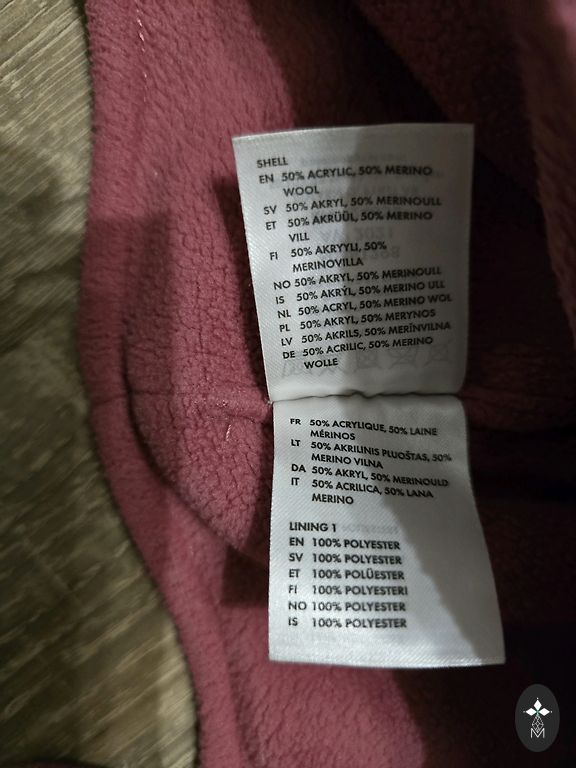 SHELL
EN 50% ACRYLIC, 50% MERINO
WOOL
SV 50% AKRYL, 50% MERINOULL
ET 50% AKRÜÜL, 50% MERINO
VILL
FI 50% AKRYYLI, 50%
MERINOVILLA
NO 50% AKRYL, 50% MERINOULL
IS 50% AKRÝL, 50% MERINO ULL
NL 50% ACRYL, 50% MERINO WOL
PL 50% AKRYL, 50% MERYNOS
LV 50% AKRILS, 50% MERĪNVILNA
DE 50% ACRILIC, 50% MERINO
WOLLE
FR 50% ACRYLIQUE, 50% LAINE
MÉRINOS
LT 50% AKRILINIS PLUOŠTAS, 50%
MERINO VILNA
DA 50% AKRYL, 50% MERINOULD
IT 50% ACRILICA, 50% LANA
MERINO
LINING 1
EN 100% POLYESTER
SV 100% POLYESTER
ET 100% POLÜESTER
FI 100% POLYESTERI
NO 100% POLYESTER
IS 100% POLYESTER